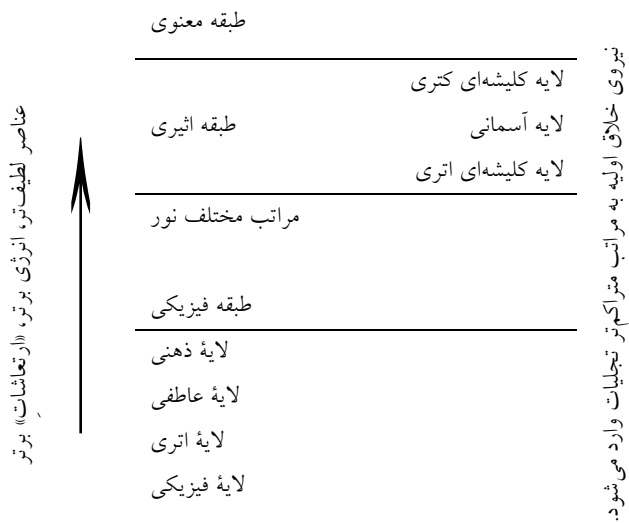 طبقه معنوی
لایه کلیشه‌ای کتری
لایه آسمانی
طبقه اثیری
لایه کلیشه‌ای اتری
مراتب مختلف نور
طبقه فیزیکی
لایهٔ ذهنی
لایهٔ عاطفی
لایهٔ اتری
لایهٔ فیزیکی
نیروی خلاق اولیه به مراتب متراکم‌تر تجلیات وارد می‌شود.
عناصر لطیف‌تر، انرژی برتر، «ارتعاشاتِ» برتر